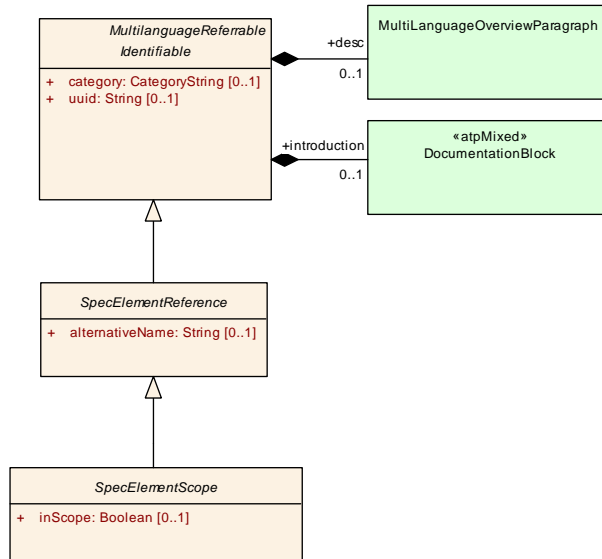 MultilanguageReferrable
Identifiable
+ category: CategoryString [0..1]
+ uuid: String [0..1]
+desc
0..1
MultiLanguageOverviewParagraph
+introduction
0..1
«atpMixed»
DocumentationBlock
SpecElementReference
+ alternativeName: String [0..1]
SpecElementScope
+ inScope: Boolean [0..1]